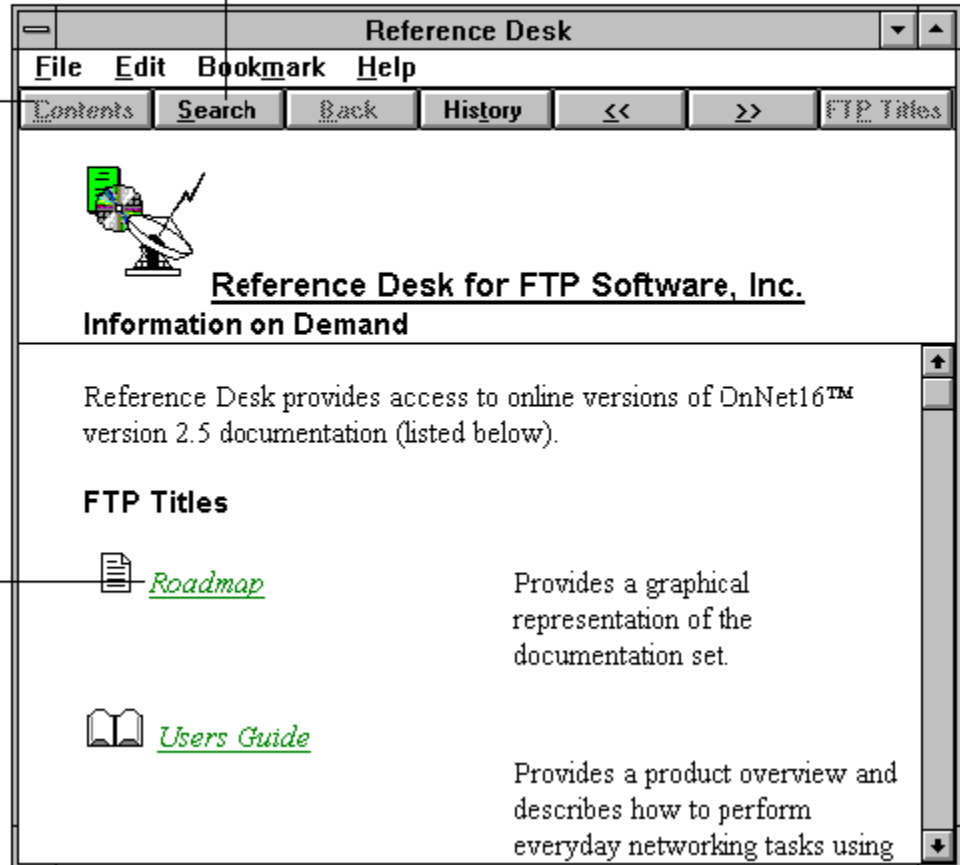 Reference Desk
File Edit Bookmark Help
Contents Search Back History << >> FTP Titles
Reference Desk for FTP Software, Inc.
Information on Demand
Reference Desk provides access to online versions of OnNet16™
version 2.5 documentation (listed below).
FTP Titles
Roadmap Provides a graphical
representation of the
documentation set.
Users Guide
Provides a product overview and
describes how to perform
everyday networking tasks using